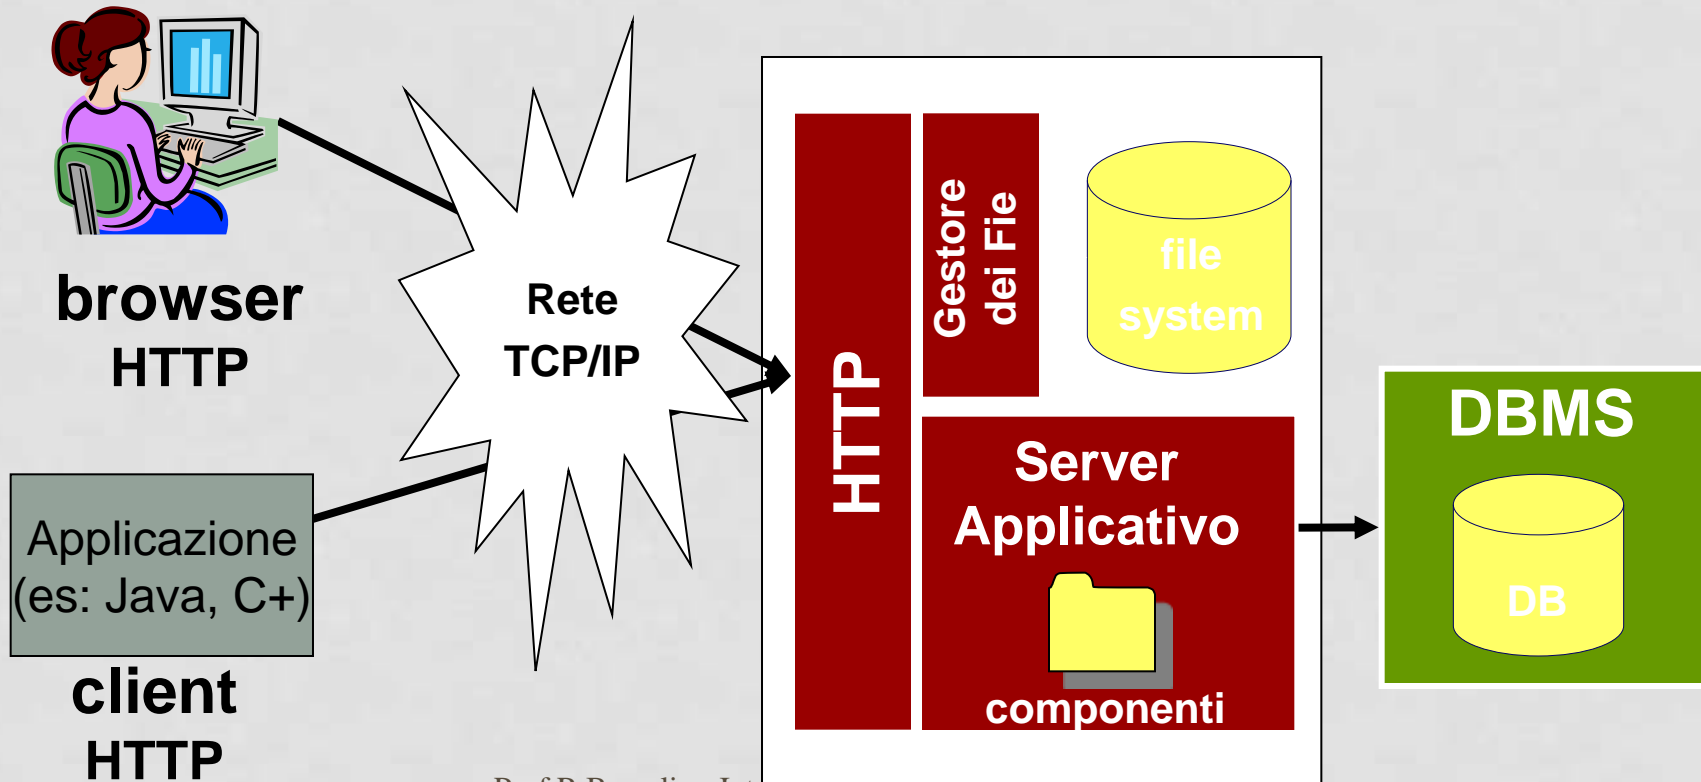 browser
HTTP
Applicazione
(es: Java, C+)
client
HTTP
Rete
TCP/IP
HTTP
Gestore
dei Fie
file
system
Server
Applicativo
componenti
DBMS
DB
Prof.